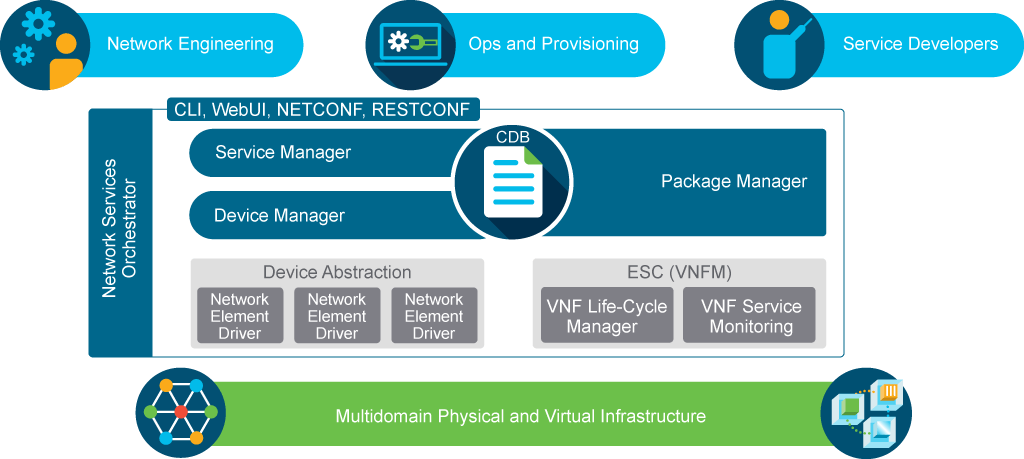 Network Engineering
Ops and Provisioning
Service Developers
CLI, WebUI, NETCONF, RESTCONF
Network Services
Orchestrator
Service Manager
CDB
Package Manager
Device Manager
Device Abstraction
Network
Element
Driver
Network
Element
Driver
Network
Element
Driver
ESC (VNFM)
VNF Life-Cycle
Manager
VNF Service
Monitoring
Multidomain Physical and Virtual Infrastructure